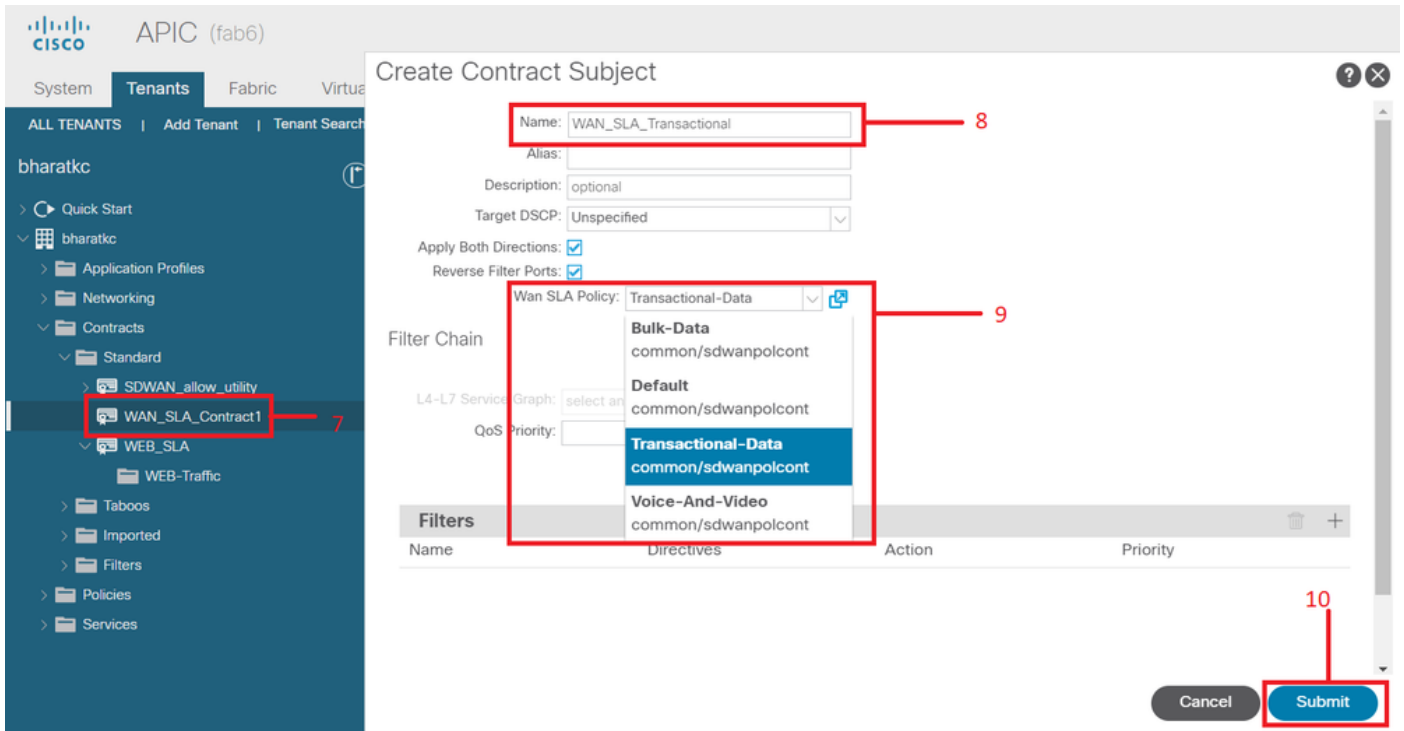 CISCO APIC (fab6)
System Tenants Fabric Virtua
ALL TENANTS | Add Tenant | Tenant Search
bharatkc
Quick Start
bharatkc
Application Profiles
Networking
Contracts
Standard
SDWAN_allow_utility
WAN_SLA_Contract1 7
WEB_SLA
WEB-Traffic
Taboos
Imported
Filters
Policies
Services
Create Contract Subject
Name: WAN_SLA_Transactional 8
Alias:
Description: optional
Target DSCP: Unspecified
Apply Both Directions:
Reverse Filter Ports:
Wan SLA Policy: Transactional-Data 9
Bulk-Data
common/sdwanpolcont
Default
common/sdwanpolcont
Transactional-Data
common/sdwanpolcont
Voice-And-Video
common/sdwanpolcont
Filter Chain
L4-L7 Service Graph: select an
QoS Priority:
Filters
Name Directives Action Priority
10
Cancel Submit